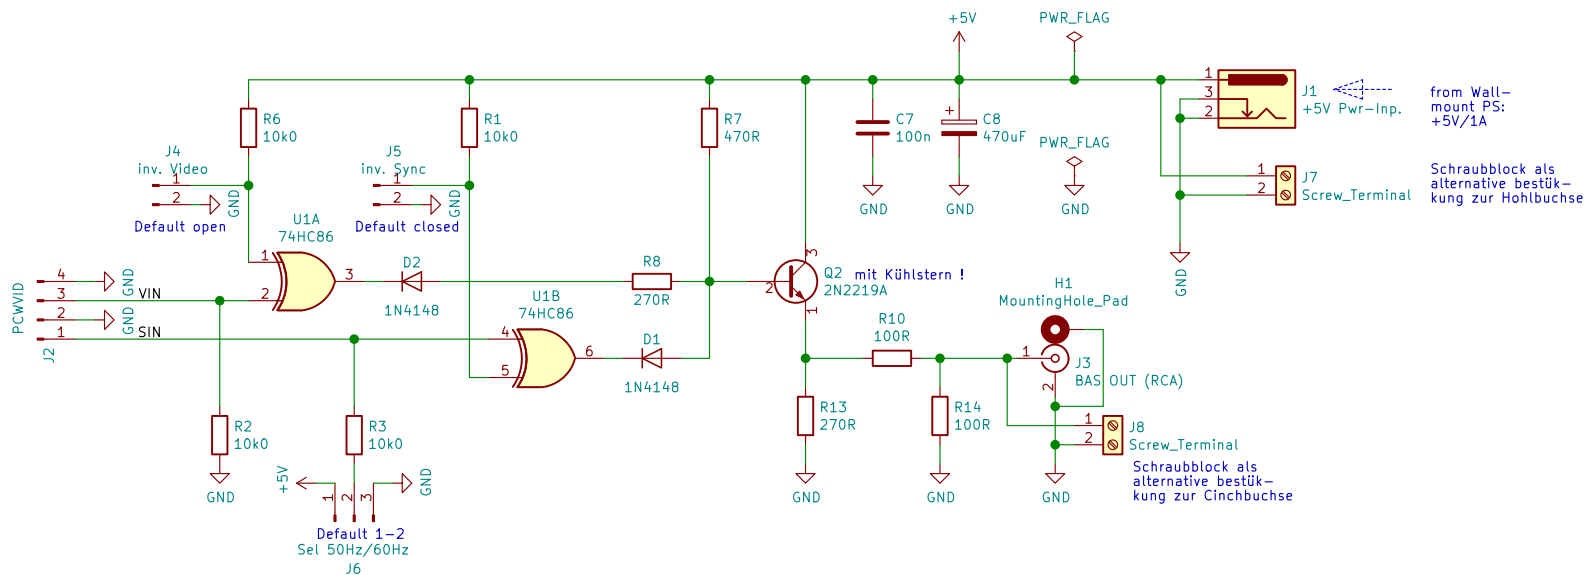 +5V
PWR_FLAG
R6
10k0
R1
10k0
R7
470R
C7
100n
+
C8
470uF
PWR_FLAG
GND
GND
GND
1
3
2
J1
+5V Pwr-Inp.
from Wall-
mount PS:
+5V/1A
1
2
J7
Screw_Terminal
Schraubblock als
alternative bestük-
kung zur Hohlbuchse
GND
J4
inv. Video
1
2
GND
Default open
J5
inv. Sync
1
2
GND
Default closed
U1A
74HC86
1
2
3
D2
1N4148
R8
270R
U1B
74HC86
4
5
6
D1
1N4148
3
2
1
Q2
2N2219A
mit Kühlstern !
PCWVID
4
3
2
1
J2
GND
GND
VIN
SIN
R2
10k0
GND
R3
10k0
+5V
GND
1
2
3
Default 1-2
Sel 50Hz/60Hz
J6
R10
100R
R13
270R
GND
R14
100R
GND
H1
MountingHole_Pad
1
2
J3
BAS OUT (RCA)
1
2
J8
Screw_Terminal
GND
Schraubblock als
alternative bestük-
kung zur Cinchbuchse